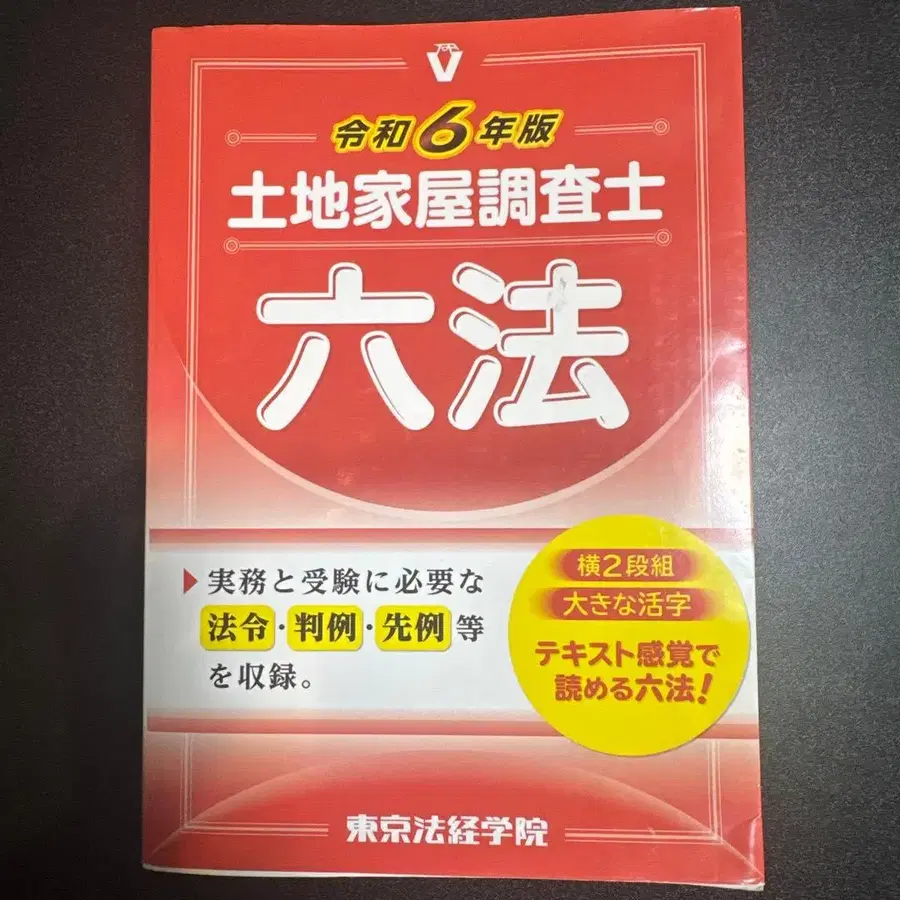 令和6年版
土地家屋調査士
六法
▶実務と受験に必要な
法令・判例・先例等
を収録。
横2段組
大きな活字
テキスト感覚で
読める六法!
東京法経学院